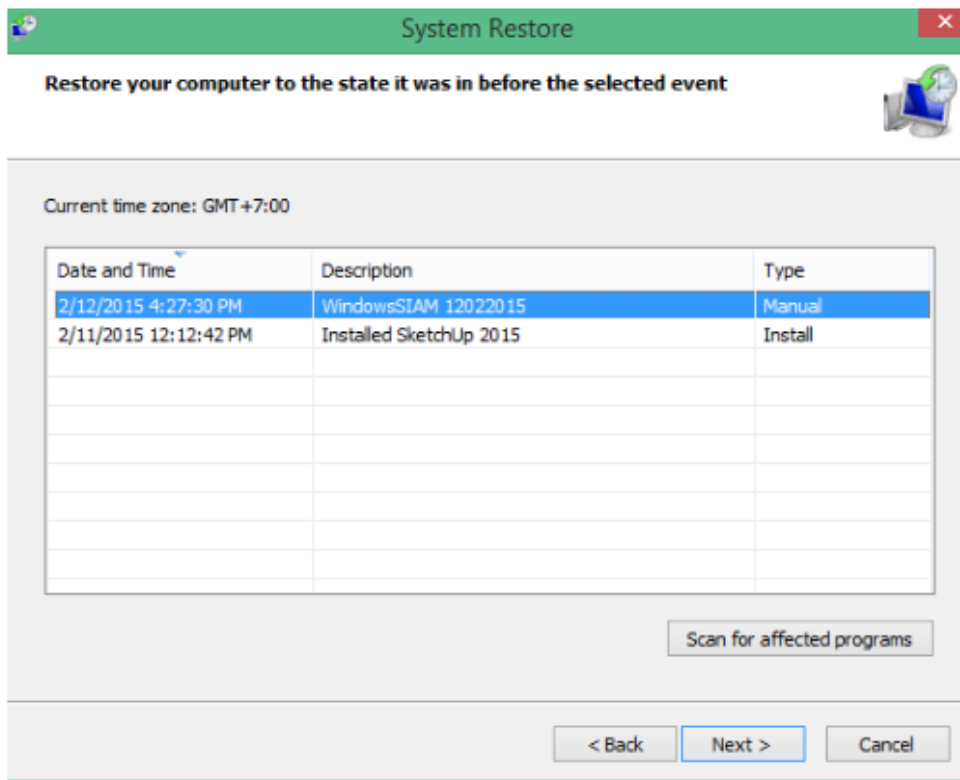 System Restore
Restore your computer to the state it was in before the selected event
Current time zone: GMT+7:00
Date and Time Description Type
2/12/2015 4:27:30 PM WindowsSIAM 12022015 Manual
2/11/2015 12:12:42 PM Installed SketchUp 2015 Install
Scan for affected programs
< Back Next > Cancel